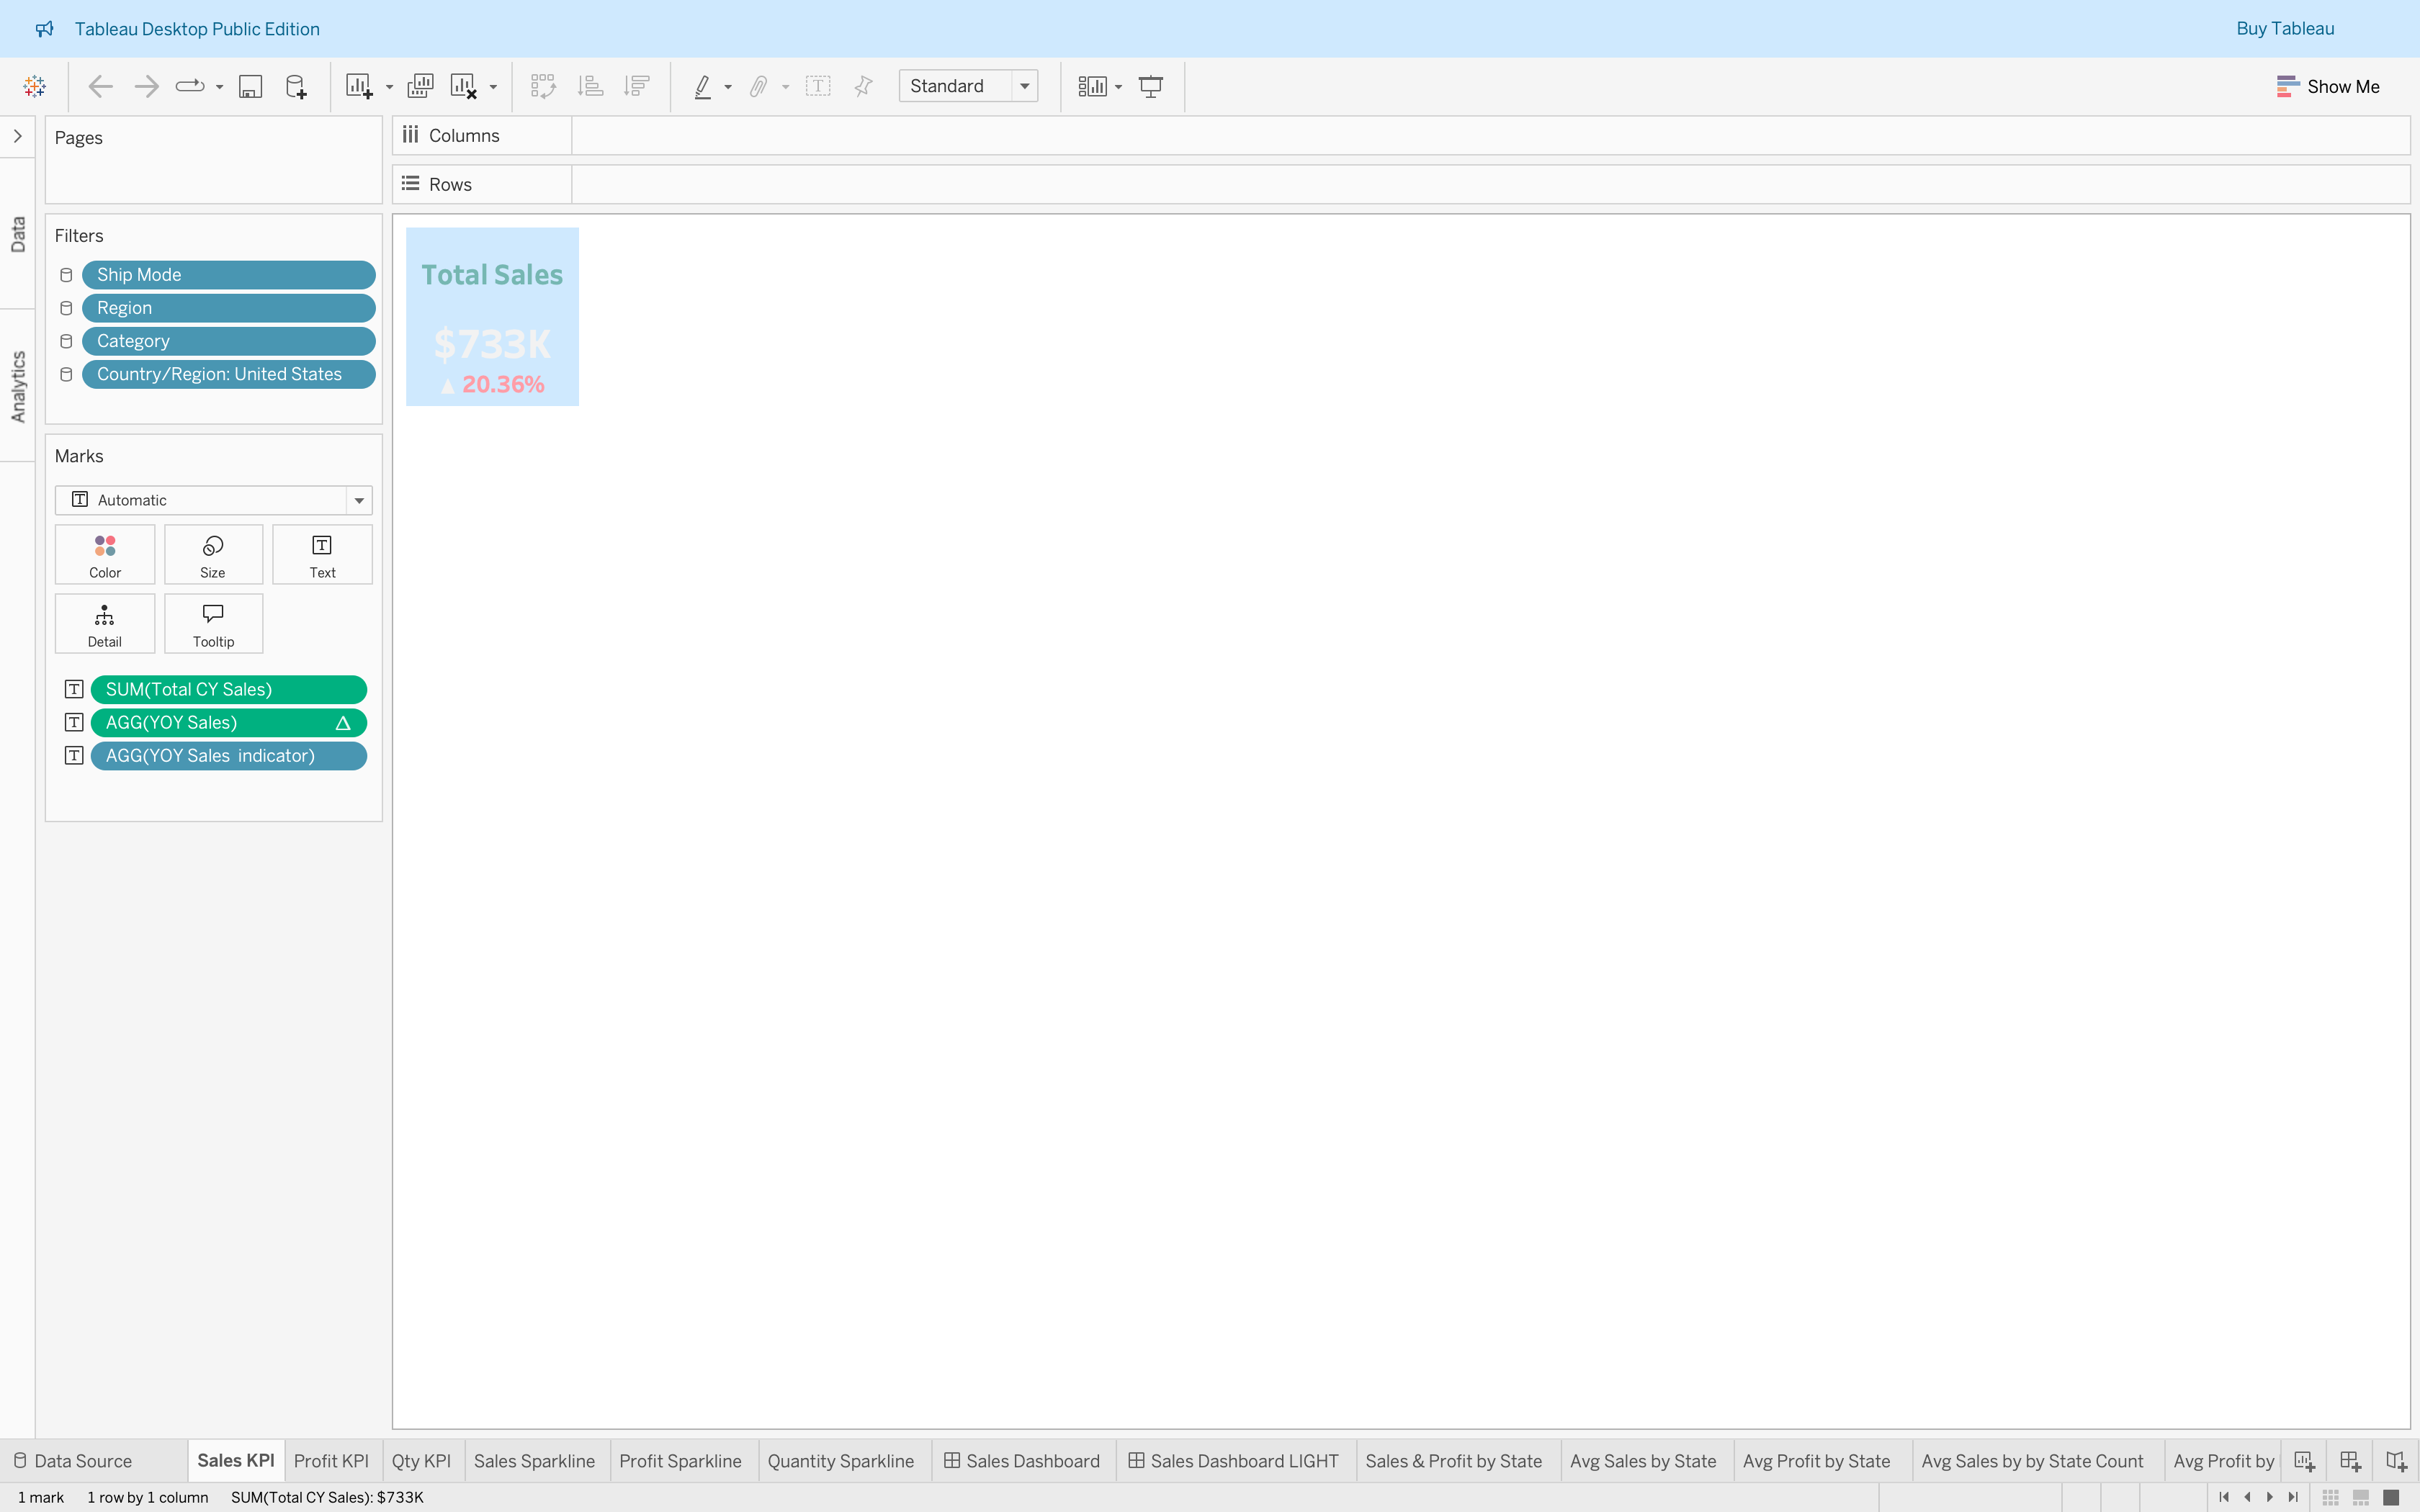 Tableau Desktop Public Edition
Buy Tableau
Standard
Show Me
Data
Analytics
Pages
Columns
Rows
Filters
Ship Mode
Region
Category
Country/Region: United States
Total Sales
$733K
▲ 20.36%
Marks
Automatic
Color
Size
Text
Detail
Tooltip
SUM(Total CY Sales)
AGG(YOY Sales) Δ
AGG(YOY Sales indicator)
Data Source
Sales KPI
Profit KPI
Qty KPI
Sales Sparkline
Profit Sparkline
Quantity Sparkline
Sales Dashboard
Sales Dashboard LIGHT
Sales & Profit by State
Avg Sales by State
Avg Profit by State
Avg Sales by by State Count
Avg Profit by
1 mark
1 row by 1 column
SUM(Total CY Sales): $733K